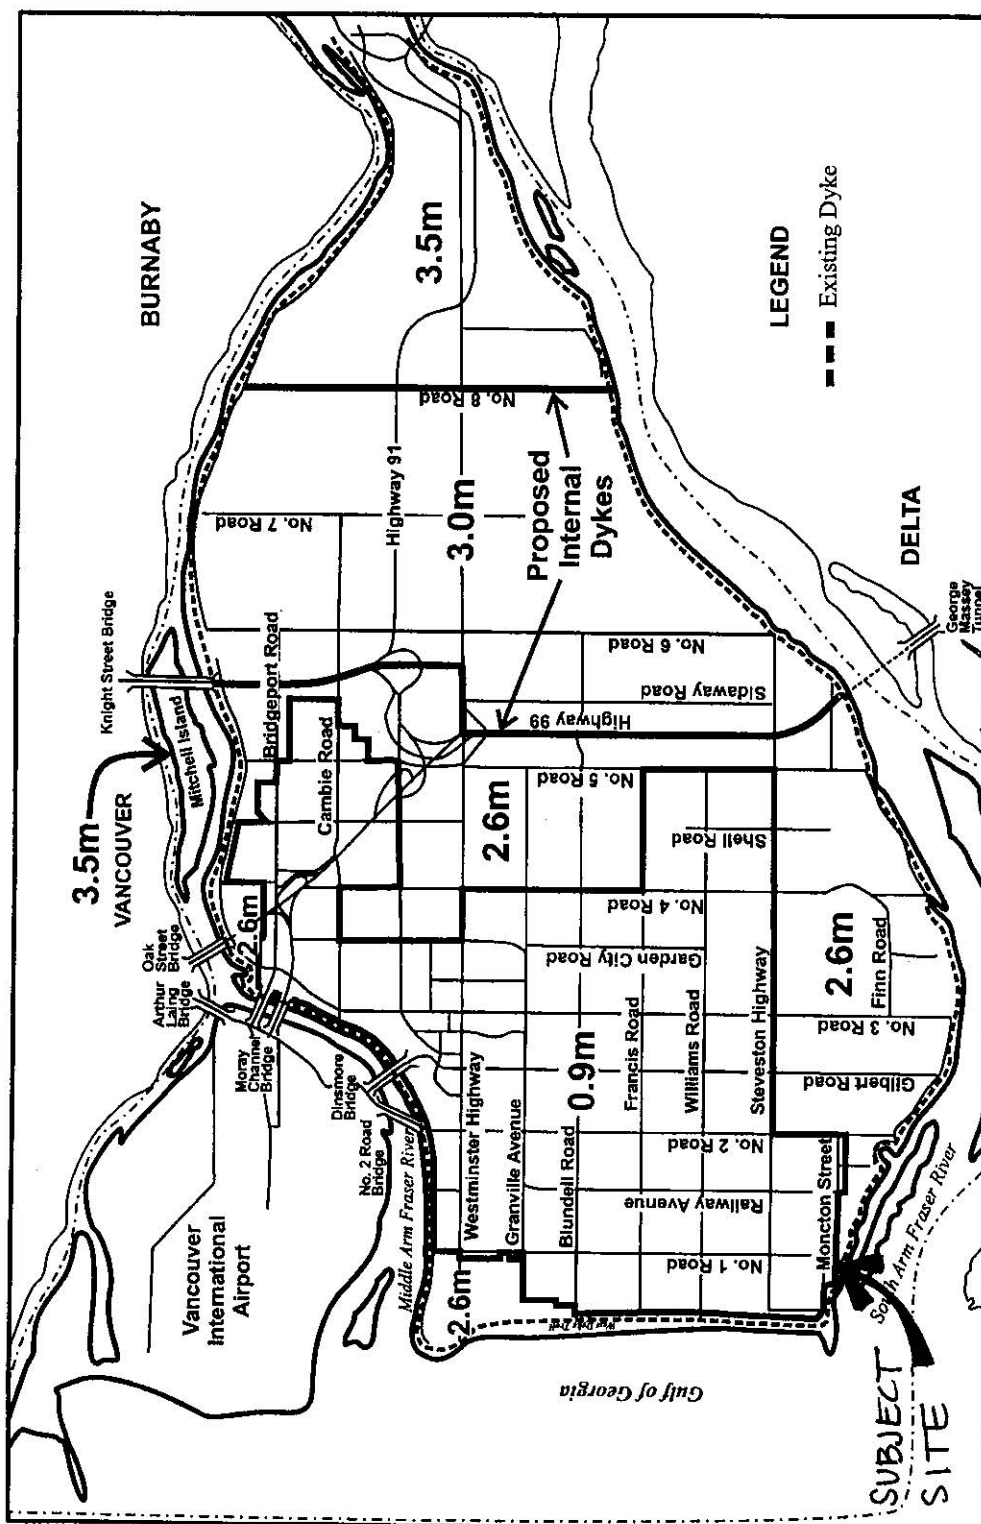 BURNABY
3.5m
LEGEND
Existing Dyke
No. 8 Road
Highway 91
3.0m
Proposed
Internal
Dykes
No. 7 Road
DELTA
George
Massey
Tunnel
Knight Street Bridge
Bridgeport Road
No. 6 Road
Sidaway Road
Highway 99
3.5m
VANCOUVER
Mitchell Island
Cambie Road
No. 5 Road
2.6m
Shell Road
Oak
Street
Bridge
2.6m
No. 4 Road
Garden City Road
2.6m
Finn Road
Arthur
Laing
Bridge
Moray
Channel
Bridge
Dinsmore
Bridge
No. 2 Road
Bridge
Middle Arm Fraser River
Westminster Highway
Granville Avenue
Blundell Road
0.9m
Francis Road
Williams Road
Steveston Highway
No. 3 Road
Gilbert Road
No. 2 Road
Railway Avenue
Moncton Street
No. 1 Road
South Arm Fraser River
Vancouver
International
Airport
2.6m
West Dyke Trail
Gulf of Georgia
SUBJECT
SITE